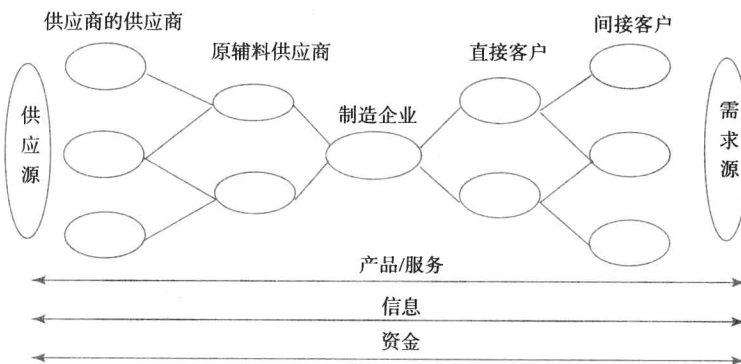 供应商的供应商
原辅料供应商
制造企业
直接客户
间接客户
供应源
需求源
产品/服务
信息
资金